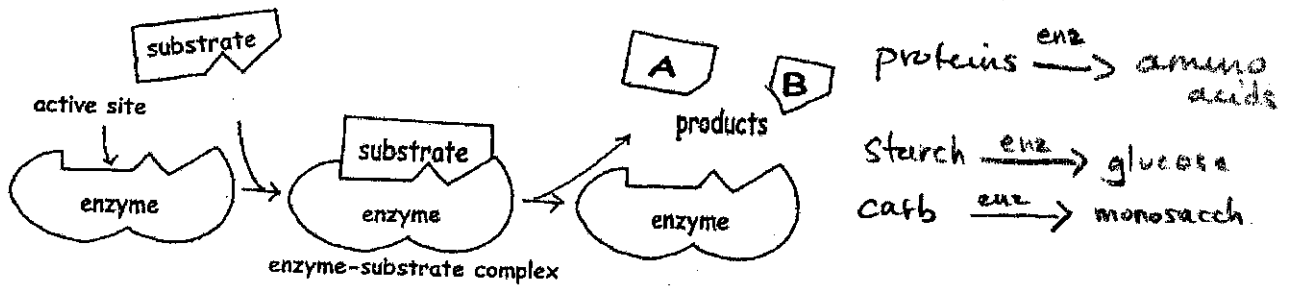 substrate
active site
enzyme
substrate
enzyme
enzyme-substrate complex
A
B
products
enzyme
proteins enz → amino acids
starch enz → glucose
carb enz → monosacch.